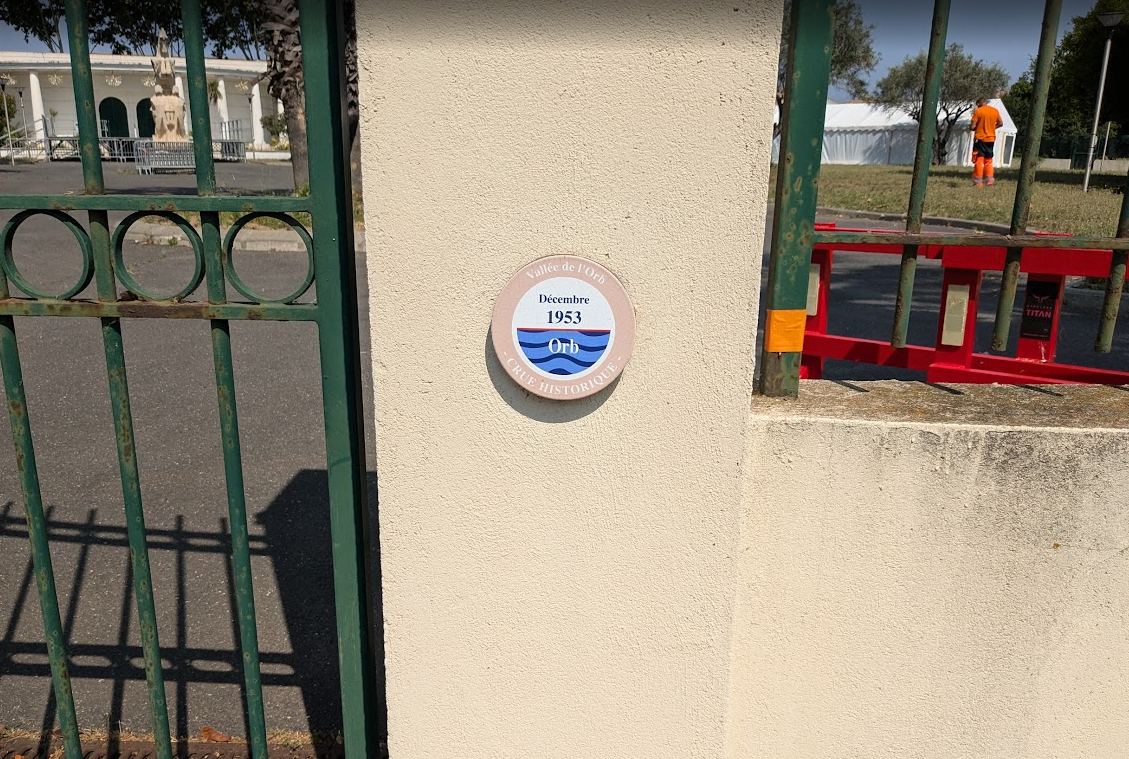 Vallée de l'Orb
Décembre
1953
Orb
- CRUE HISTORIQUE -
TITAN